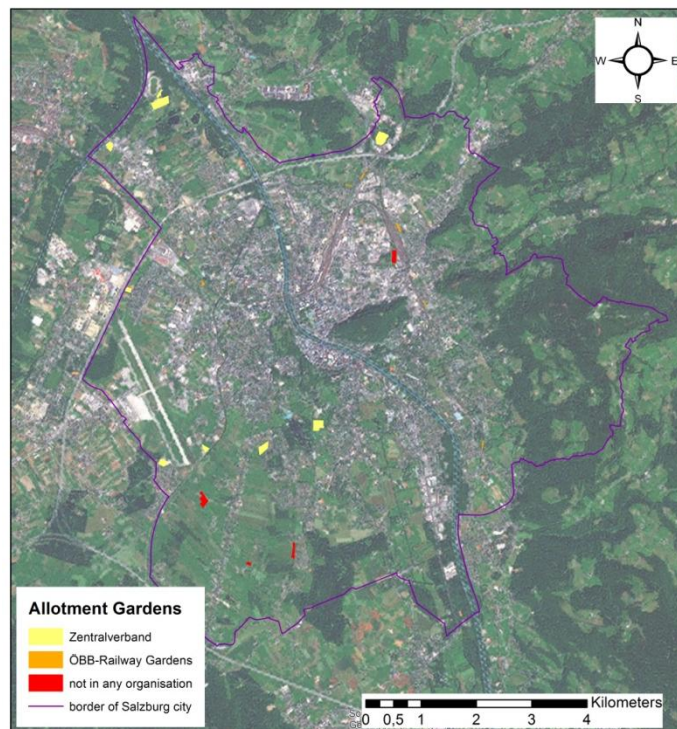 N
W E
S
Allotment Gardens
Zentralverband
ÖBB-Railway Gardens
not in any organisation
border of Salzburg city
Kilometers
0 0,5 1 2 3 4